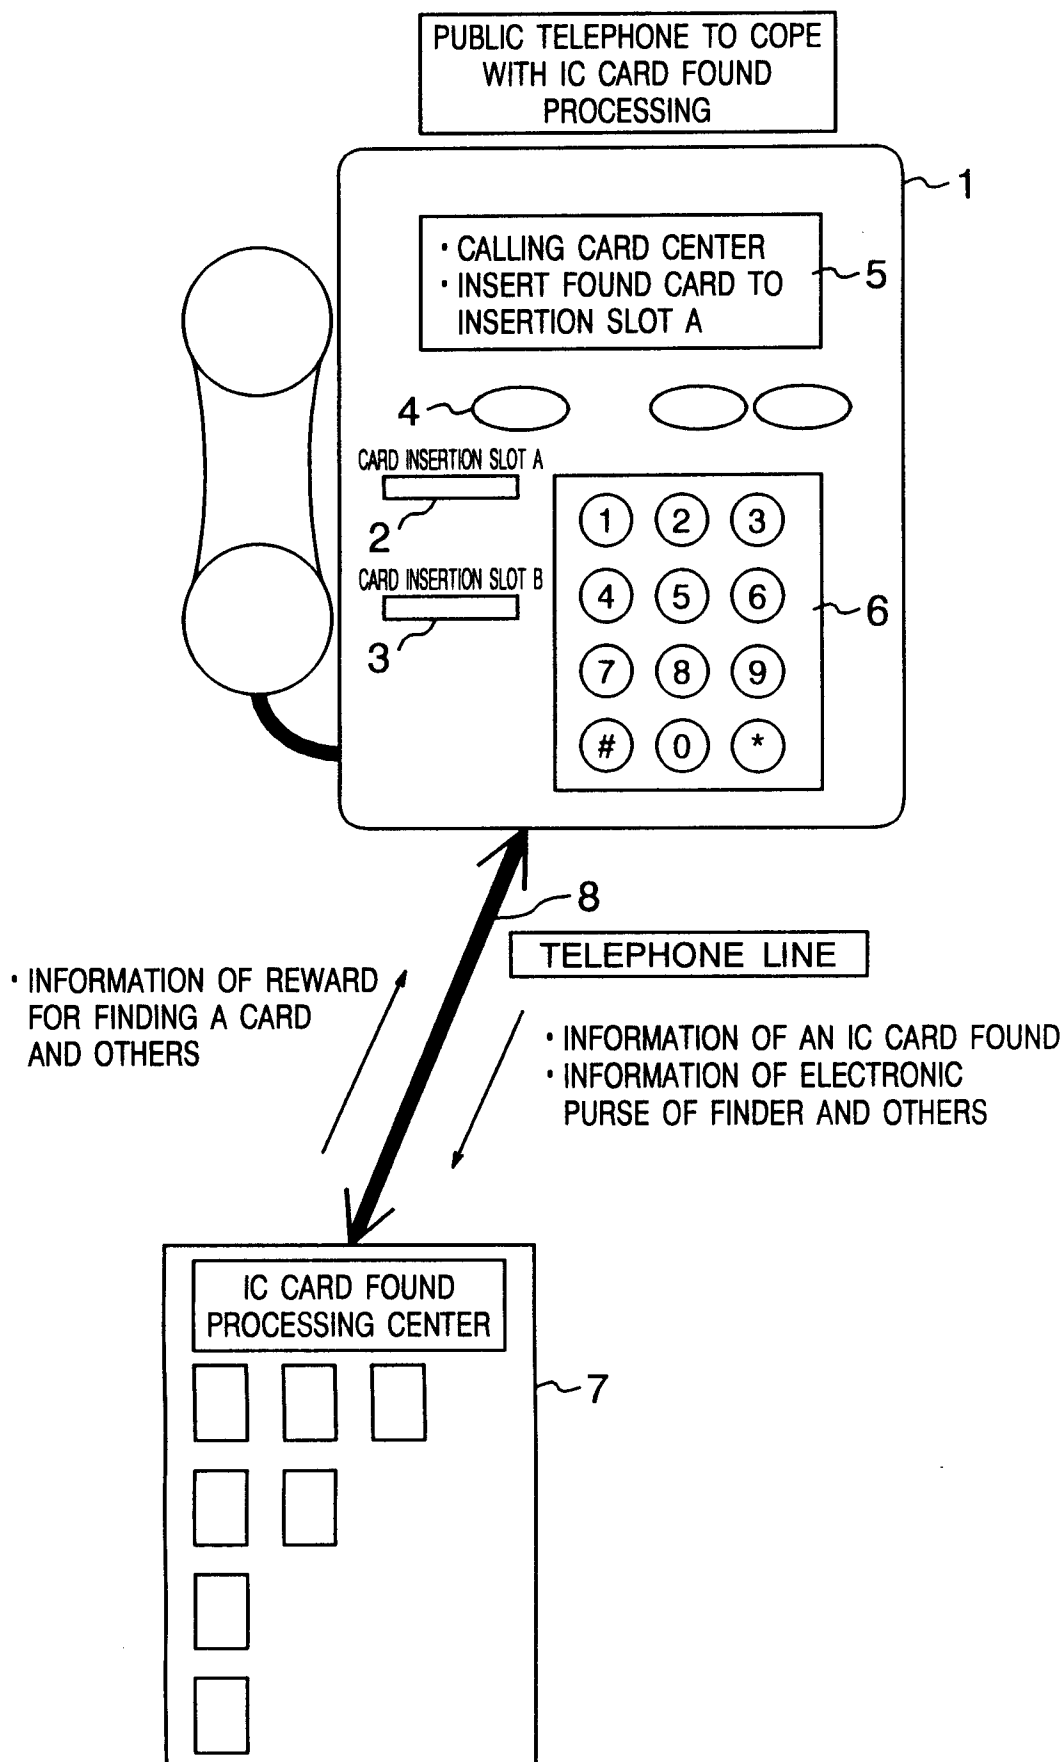 PUBLIC TELEPHONE TO COPE
WITH IC CARD FOUND
PROCESSING
1
· CALLING CARD CENTER
· INSERT FOUND CARD TO
INSERTION SLOT A
5
4
CARD INSERTION SLOT A
2
CARD INSERTION SLOT B
3
1 2 3
4 5 6
7 8 9
# 0 *
6
8
TELEPHONE LINE
· INFORMATION OF REWARD
FOR FINDING A CARD
AND OTHERS
· INFORMATION OF AN IC CARD FOUND
· INFORMATION OF ELECTRONIC
PURSE OF FINDER AND OTHERS
IC CARD FOUND
PROCESSING CENTER
7